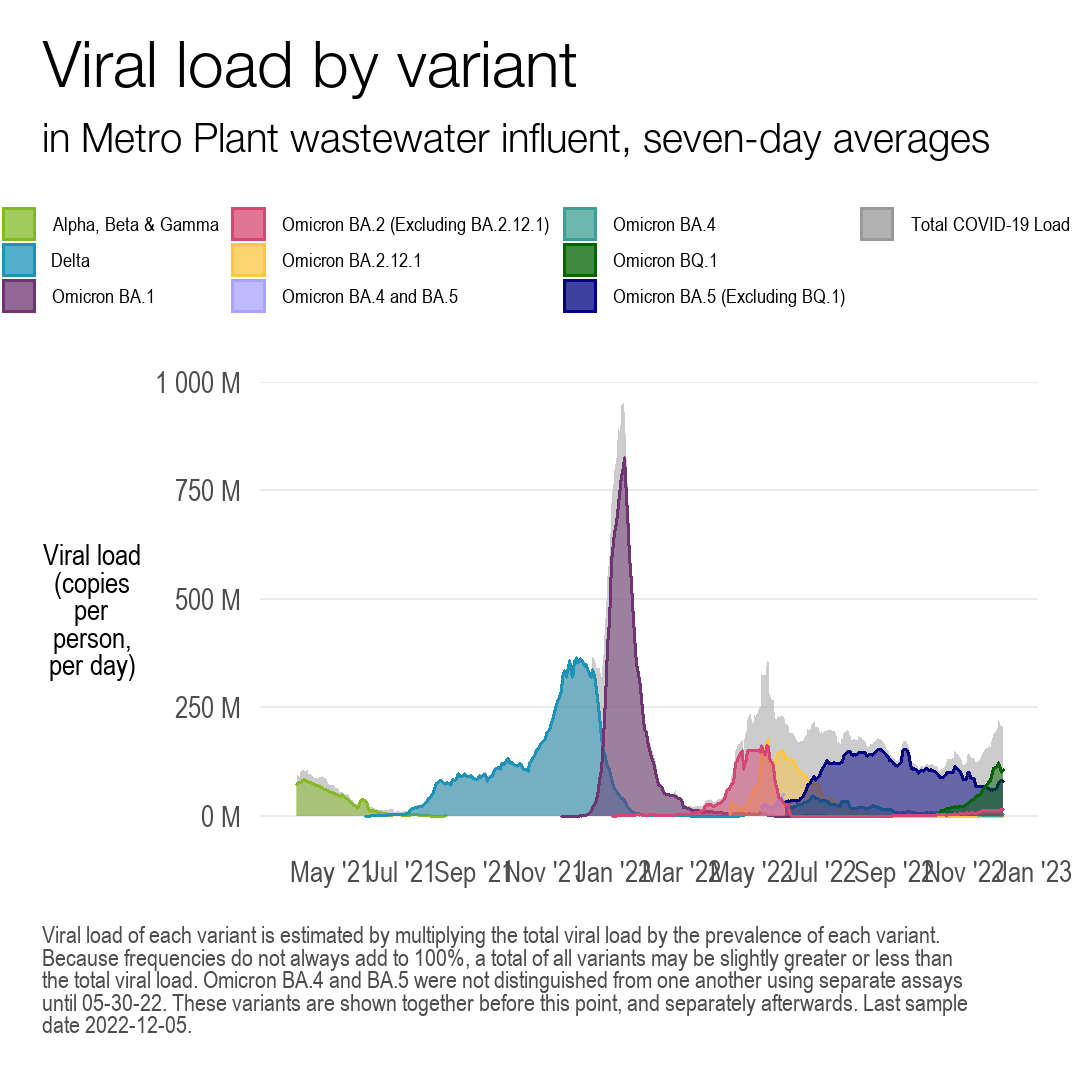 Viral load by variant
in Metro Plant wastewater influent, seven-day averages
Alpha, Beta & Gamma
Delta
Omicron BA.1
Omicron BA.2 (Excluding BA.2.12.1)
Omicron BA.2.12.1
Omicron BA.4 and BA.5
Omicron BA.4
Omicron BQ.1
Omicron BA.5 (Excluding BQ.1)
Total COVID-19 Load
1 000 M
750 M
500 M
250 M
0 M
Viral load
(copies
per
person,
per day)
May '21 Jul '21 Sep '21 Nov '21 Jan '22 Mar '22 May '22 Jul '22 Sep '22 Nov '22 Jan '23
Viral load of each variant is estimated by multiplying the total viral load by the prevalence of each variant.
Because frequencies do not always add to 100%, a total of all variants may be slightly greater or less than
the total viral load. Omicron BA.4 and BA.5 were not distinguished from one another using separate assays
until 05-30-22. These variants are shown together before this point, and separately afterwards. Last sample
date 2022-12-05.